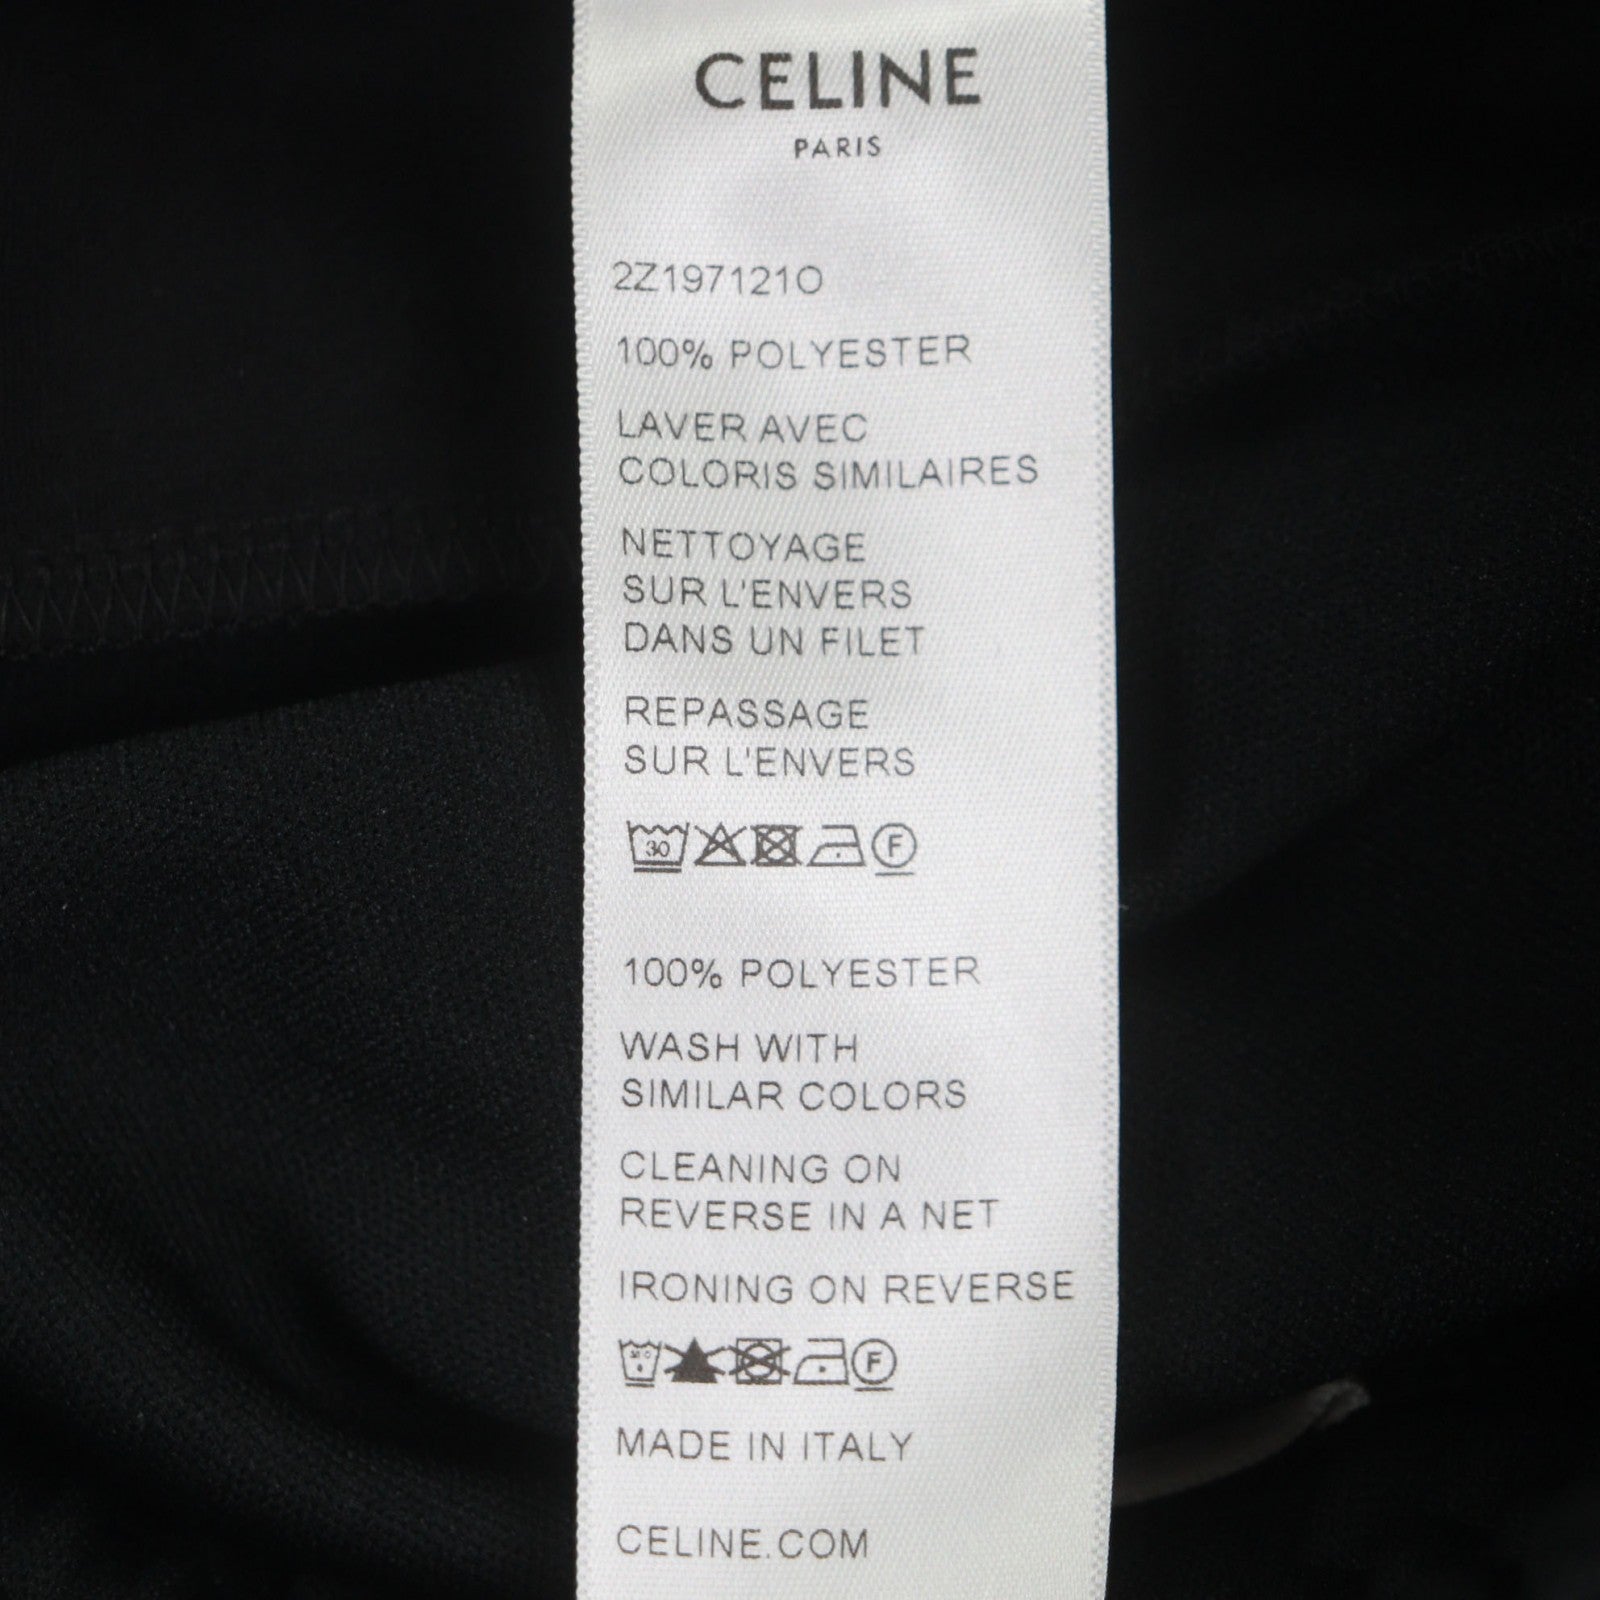 CELINE
PARIS
2Z197121O
100% POLYESTER
LAVER AVEC
COLORIS SIMILAIRES
NETTOYAGE
SUR L'ENVERS
DANS UN FILET
REPASSAGE
SUR L'ENVERS
30 F
100% POLYESTER
WASH WITH
SIMILAR COLORS
CLEANING ON
REVERSE IN A NET
IRONING ON REVERSE
F
MADE IN ITALY
CELINE.COM